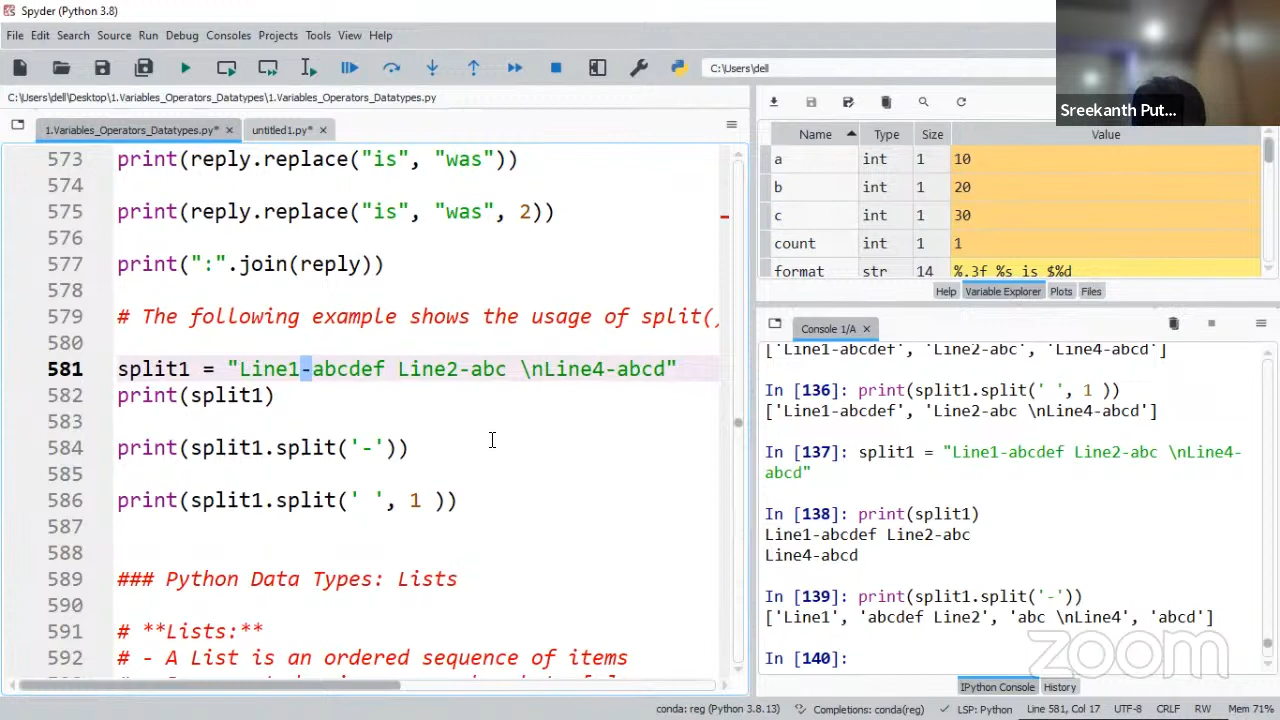 Spyder (Python 3.8)
File Edit Search Source Run Debug Consoles Projects Tools View Help
C:\Users\dell
C:\Users\dell\Desktop\1.Variables_Operators_Datatypes\1.Variables_Operators_Datatypes.py
1.Variables_Operators_Datatypes.py* untitled1.py*
573 print(reply.replace("is", "was"))
574
575 print(reply.replace("is", "was", 2))
576
577 print(":".join(reply))
578
579 # The following example shows the usage of split()
580
581 split1 = "Line1-abcdef Line2-abc \nLine4-abcd"
582 print(split1)
583
584 print(split1.split('-'))
585
586 print(split1.split(' ', 1 ))
587
588
589 ### Python Data Types: Lists
590
591 # **Lists:**
592 # - A List is an ordered sequence of items
Sreekanth Put...
Name Type Size Value
a int 1 10
b int 1 20
c int 1 30
count int 1 1
format str 14 %.3f %s is $%d
Help Variable Explorer Plots Files
Console 1/A
['Line1-abcdef', 'Line2-abc', 'Line4-abcd']
In [136]: print(split1.split(' ', 1 ))
['Line1-abcdef', 'Line2-abc \nLine4-abcd']
In [137]: split1 = "Line1-abcdef Line2-abc \nLine4-
abcd"
In [138]: print(split1)
Line1-abcdef Line2-abc
Line4-abcd
In [139]: print(split1.split('-'))
['Line1', 'abcdef Line2', 'abc \nLine4', 'abcd']
In [140]:
zoom
IPython Console History
conda: reg (Python 3.8.13) Completions: conda(reg) LSP: Python Line 581, Col 17 UTF-8 CRLF RW Mem 71%